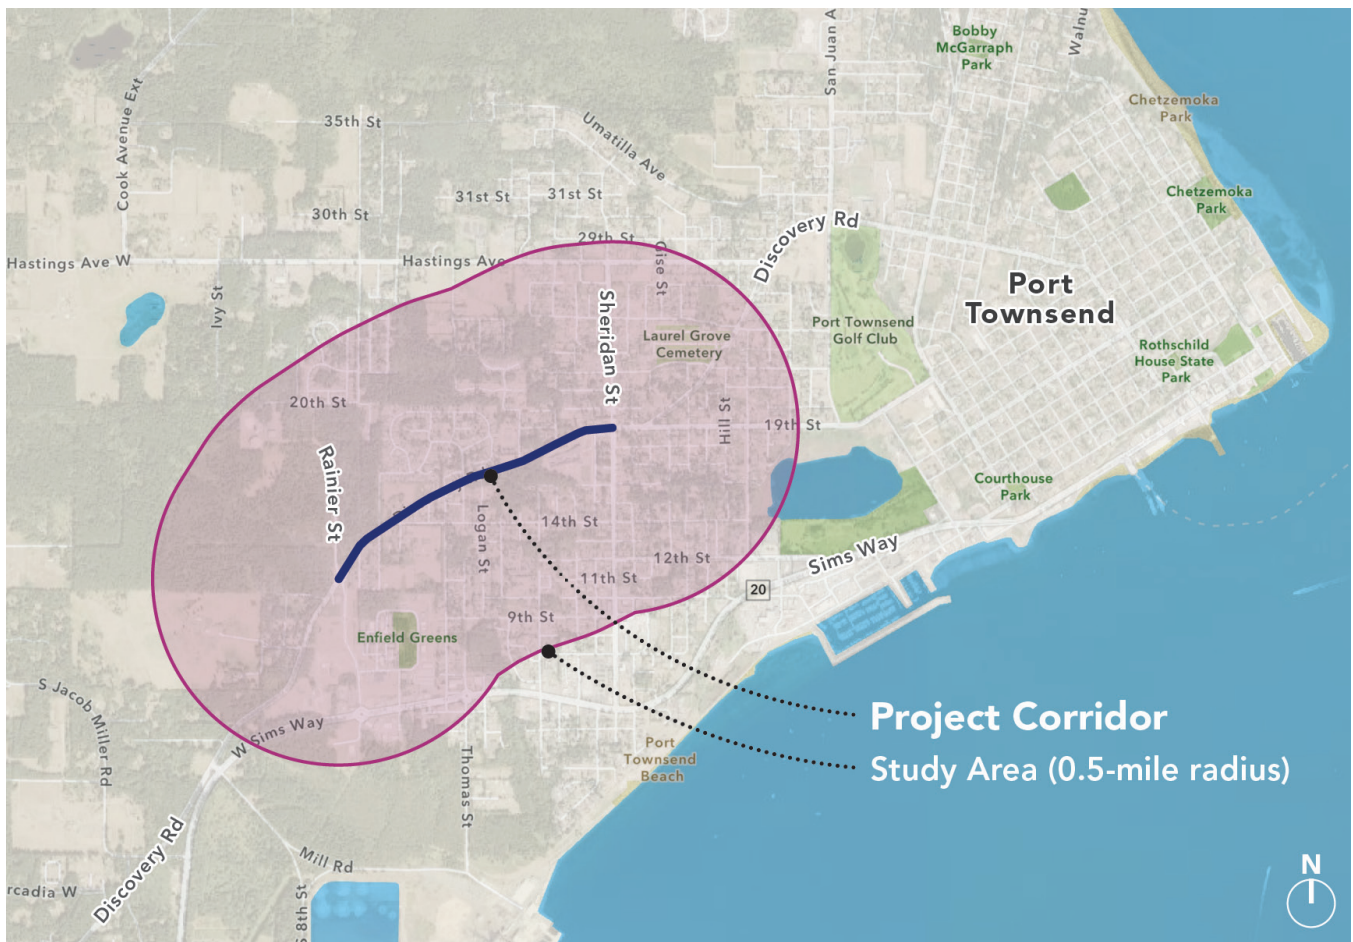 Bobby
McGarraph
Park
San Juan A
Walnu
Chetzemoka
Park
Cook Avenue Ext
35th St
Umatilla Ave
31st St
31st St
Chetzemoka
Park
30th St
Discovery Rd
29th St
Gise St
Hastings Ave W
Hastings Ave
Ivy St
Port
Townsend
Sheridan St
Laurel Grove
Cemetery
Port Townsend
Golf Club
Rothschild
House State
Park
20th St
Hill St
19th St
Rainier St
Courthouse
Park
Logan St
14th St
12th St
Sims Way
11th St
20
9th St
Enfield Greens
S Jacob Miller Rd
W Sims Way
Project Corridor
Study Area (0.5-mile radius)
Port
Townsend
Beach
Thomas St
Discovery Rd
Mill Rd
rcadia W
S 8th St
N